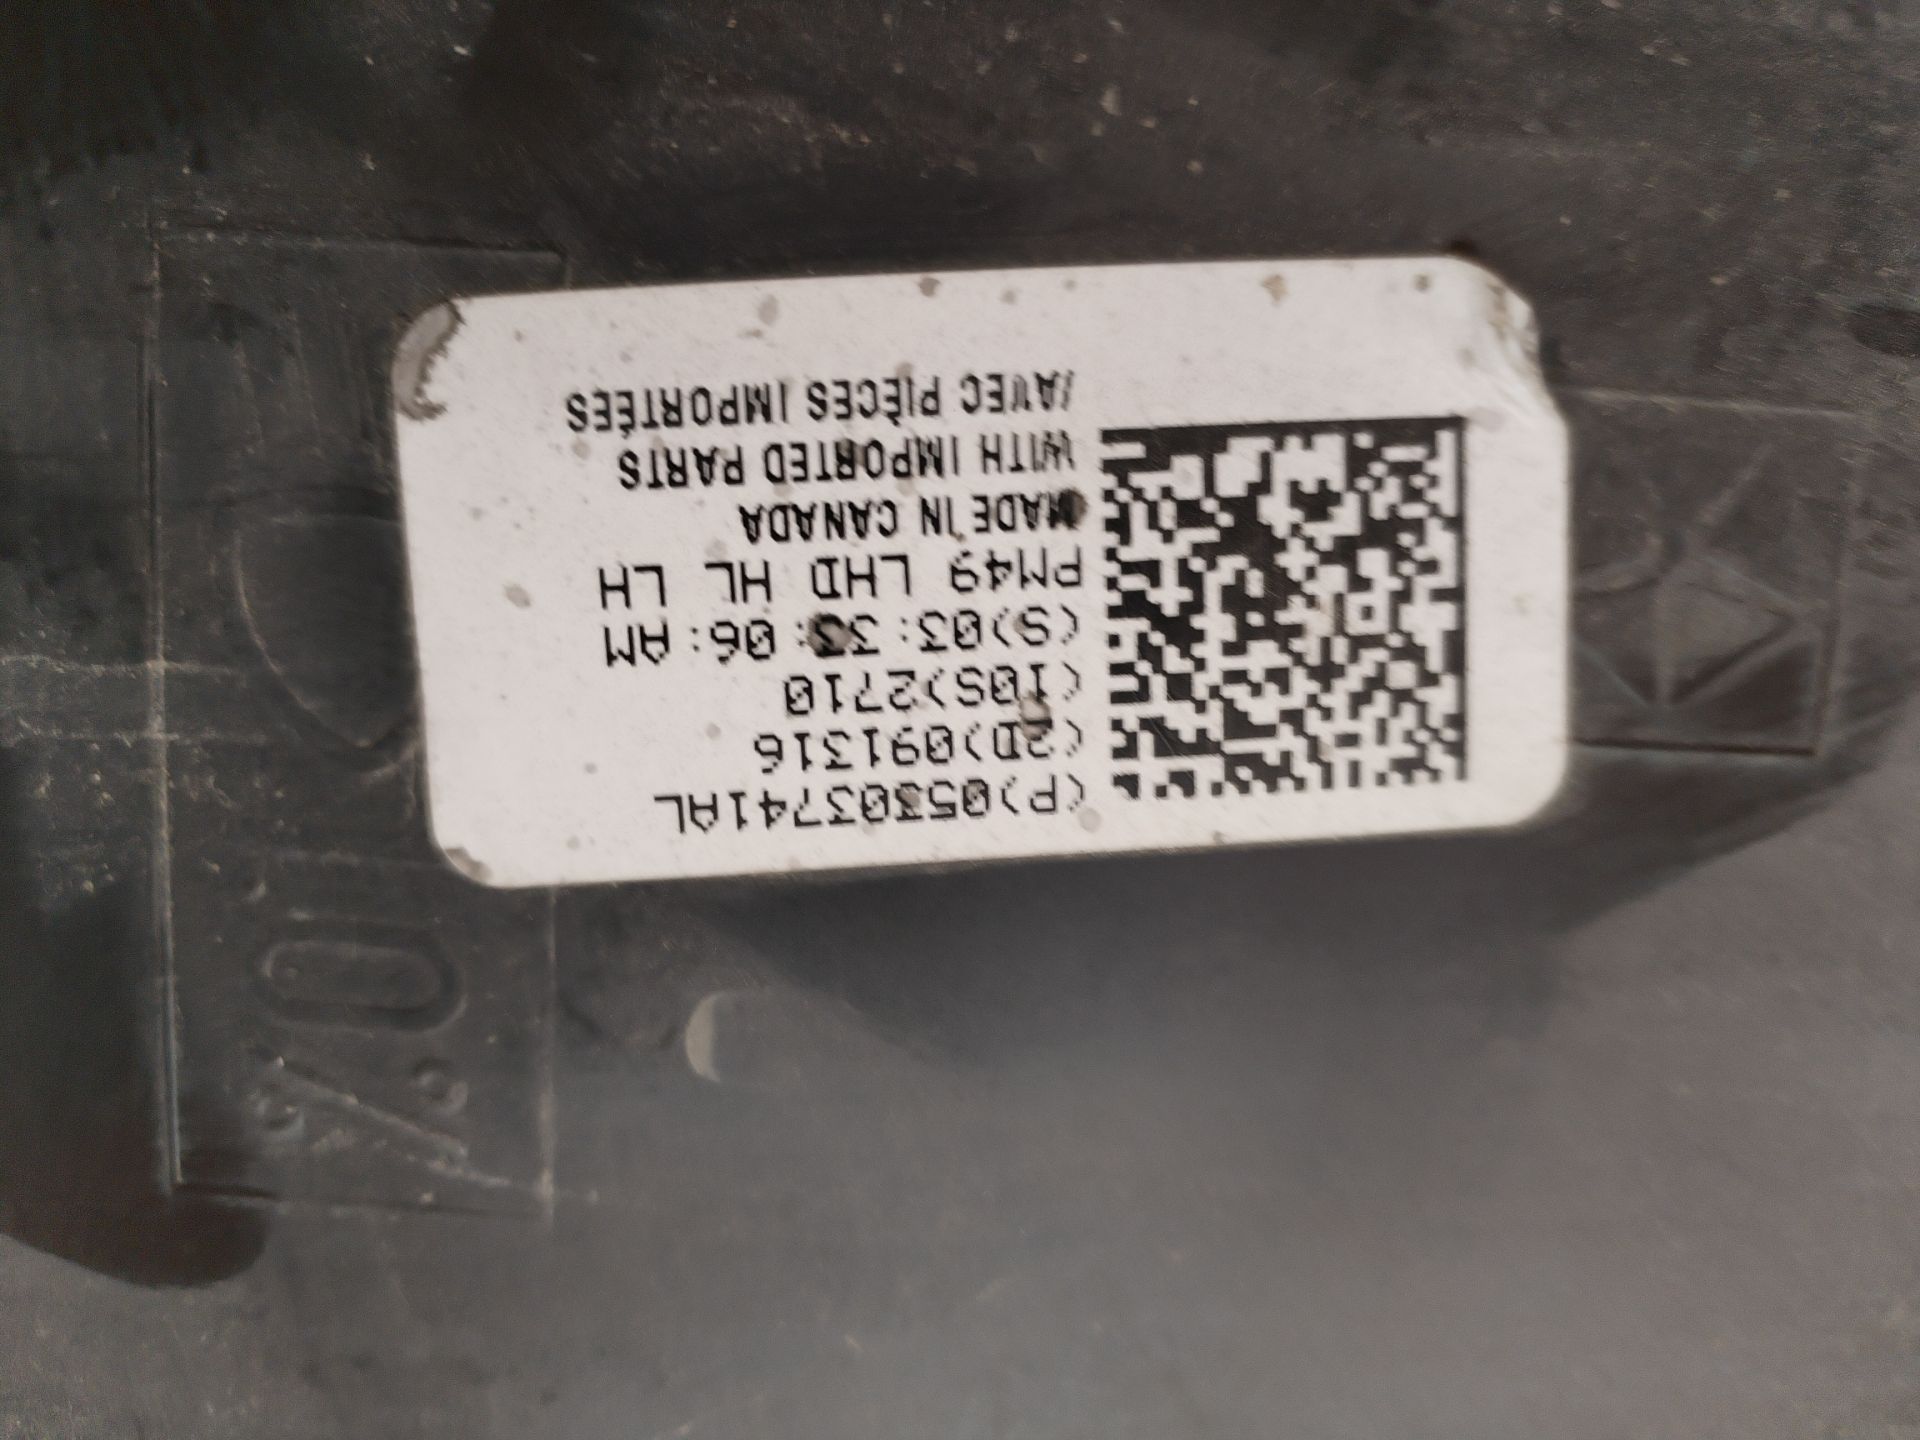 (P)05303741AL
(2D)091316
(10S)2710
(S)03:33:06:AM
PM49 LHD HL LH
MADE IN CANADA
WITH IMPORTED PARTS
/AVEC PIÈCES IMPORTÉES